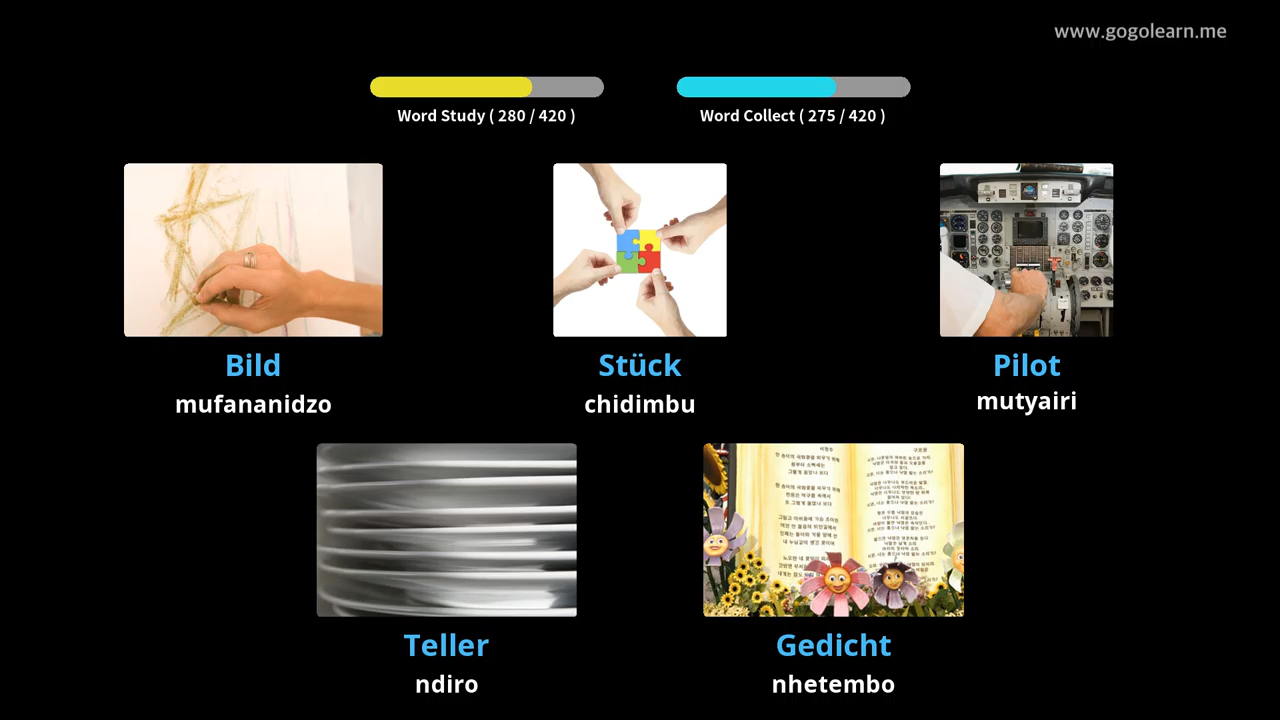 www.gogolearn.me
Word Study ( 280 / 420 )
Word Collect ( 275 / 420 )
Bild
mufananidzo
Stück
chidimbu
Pilot
mutyairi
Teller
ndiro
Gedicht
nhetembo